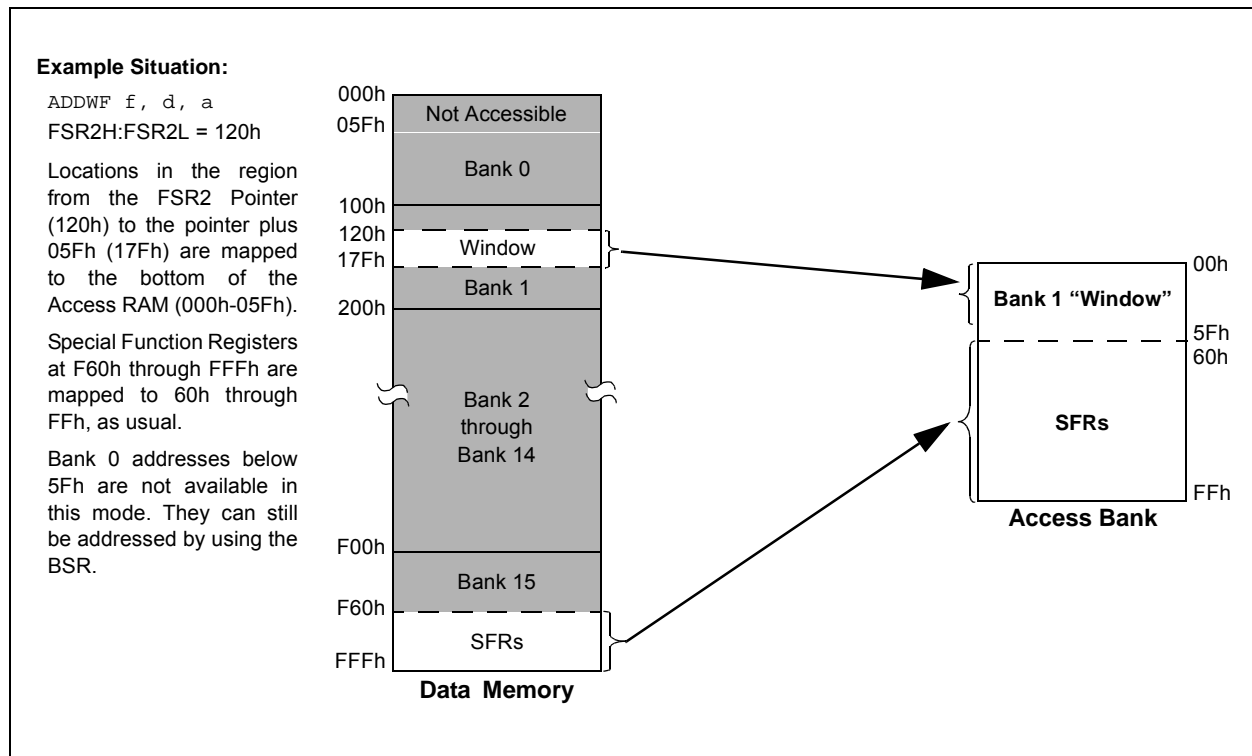 Example Situation:
ADDWF f, d, a
FSR2H:FSR2L = 120h
Locations in the region
from the FSR2 Pointer
(120h) to the pointer plus
05Fh (17Fh) are mapped
to the bottom of the
Access RAM (000h-05Fh).
Special Function Registers
at F60h through FFFh are
mapped to 60h through
FFh, as usual.
Bank 0 addresses below
5Fh are not available in
this mode. They can still
be addressed by using the
BSR.
000h
Not Accessible
05Fh
Bank 0
100h
120h
Window
17Fh
Bank 1
200h
Bank 2
through
Bank 14
F00h
Bank 15
F60h
SFRs
FFFh
Data Memory
00h
Bank 1 “Window”
5Fh
60h
SFRs
FFh
Access Bank